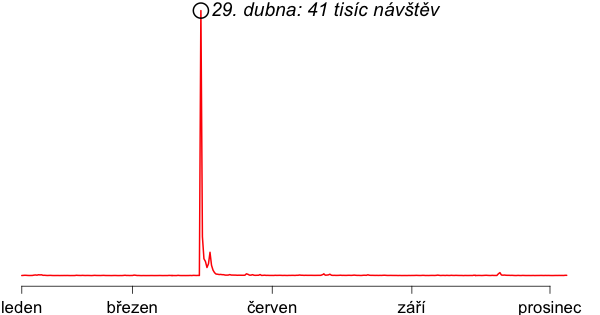 29. dubna: 41 tisíc návštěv
leden březen červen září prosinec